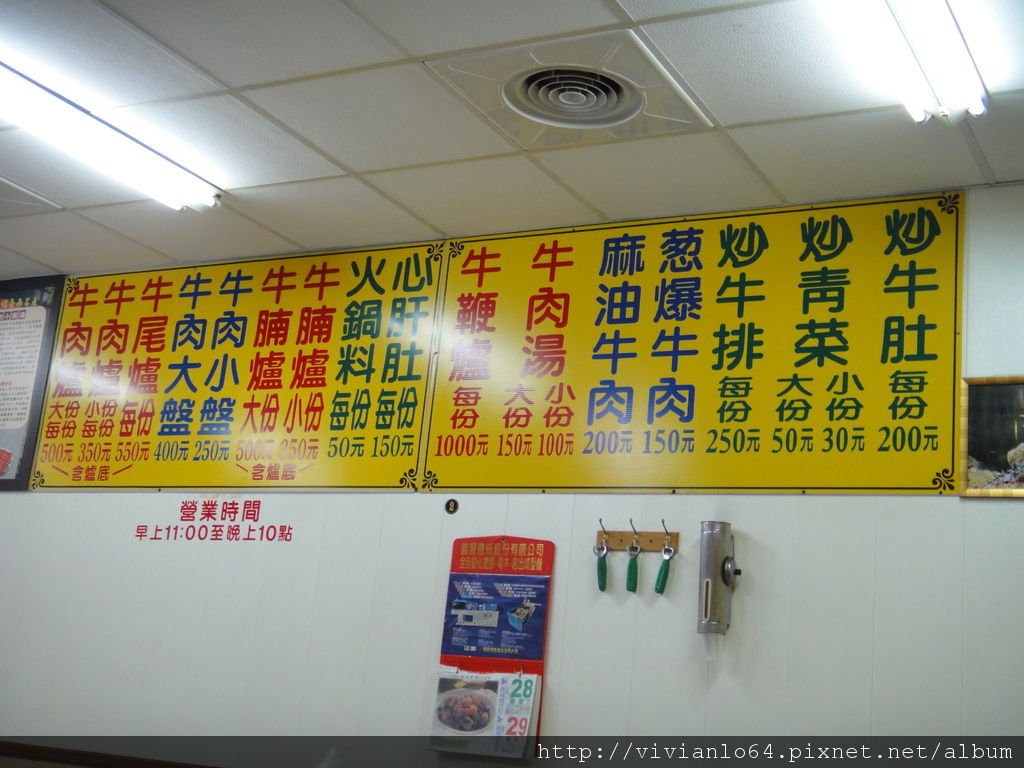 牛肉爐 大份每份 500元
牛肉爐 小份每份 350元
牛尾爐 每份 550元
含爐底
牛肉大盤 400元
牛肉小盤 250元
牛腩爐 大份 500元
牛腩爐 小份 350元
含爐底
火鍋料 每份 50元
心肝肚 每份 150元
牛鞭爐 每份 1000元
牛肉湯 大份 150元 小份 100元
麻油牛肉 200元
葱爆牛肉 150元
炒牛排 每份 250元
炒青菜 大份 50元 小份 30元
炒牛肚 每份 200元
營業時間
早上11:00至晚上10點
2
28
29
http://vivianlo64.pixnet.net/album